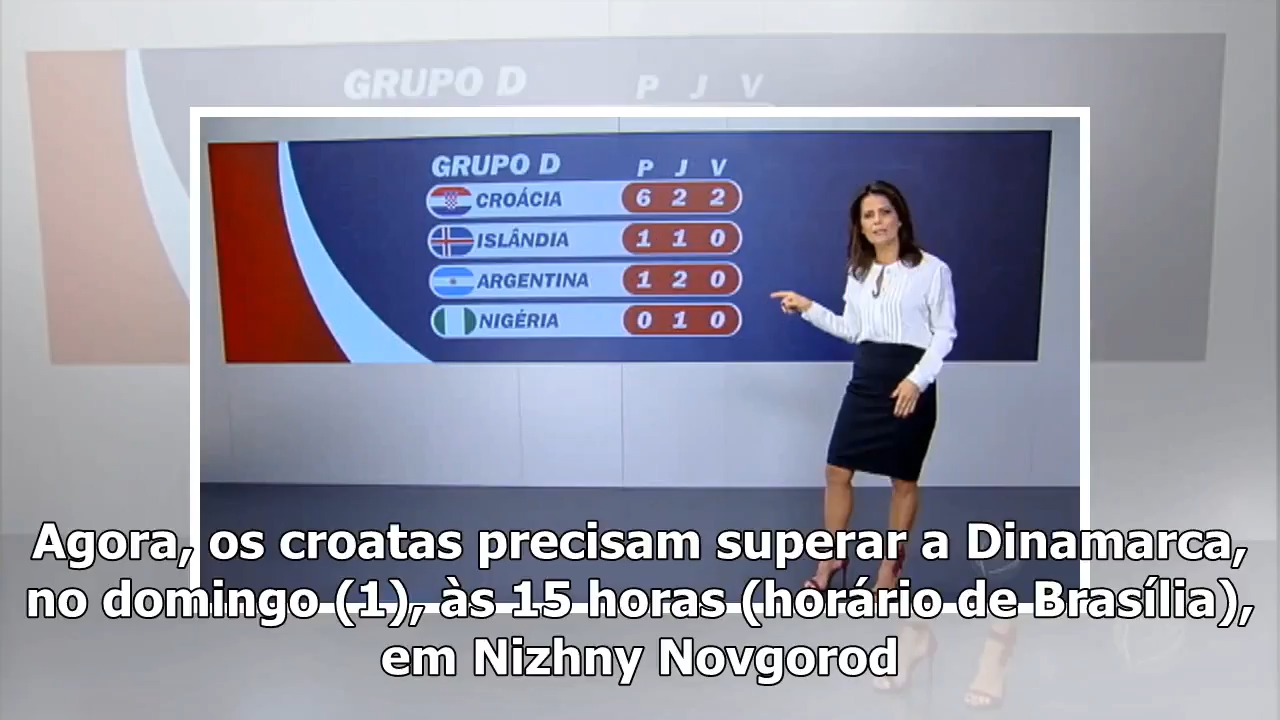 GRUPO D P J V
GRUPO D P J V
CROÁCIA 6 2 2
ISLÂNDIA 1 1 0
ARGENTINA 1 2 0
NIGÉRIA 0 1 0
Agora, os croatas precisam superar a Dinamarca,
no domingo (1), às 15 horas (horário de Brasília),
em Nizhny Novgorod